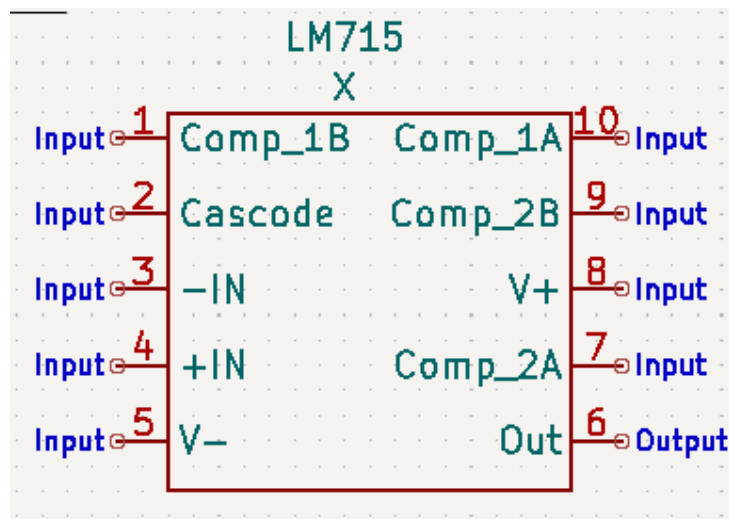 LM715
X
Input 1 Comp_1B Comp_1A 10 Input
Input 2 Cascode Comp_2B 9 Input
Input 3 -IN V+ 8 Input
Input 4 +IN Comp_2A 7 Input
Input 5 V- Out 6 Output